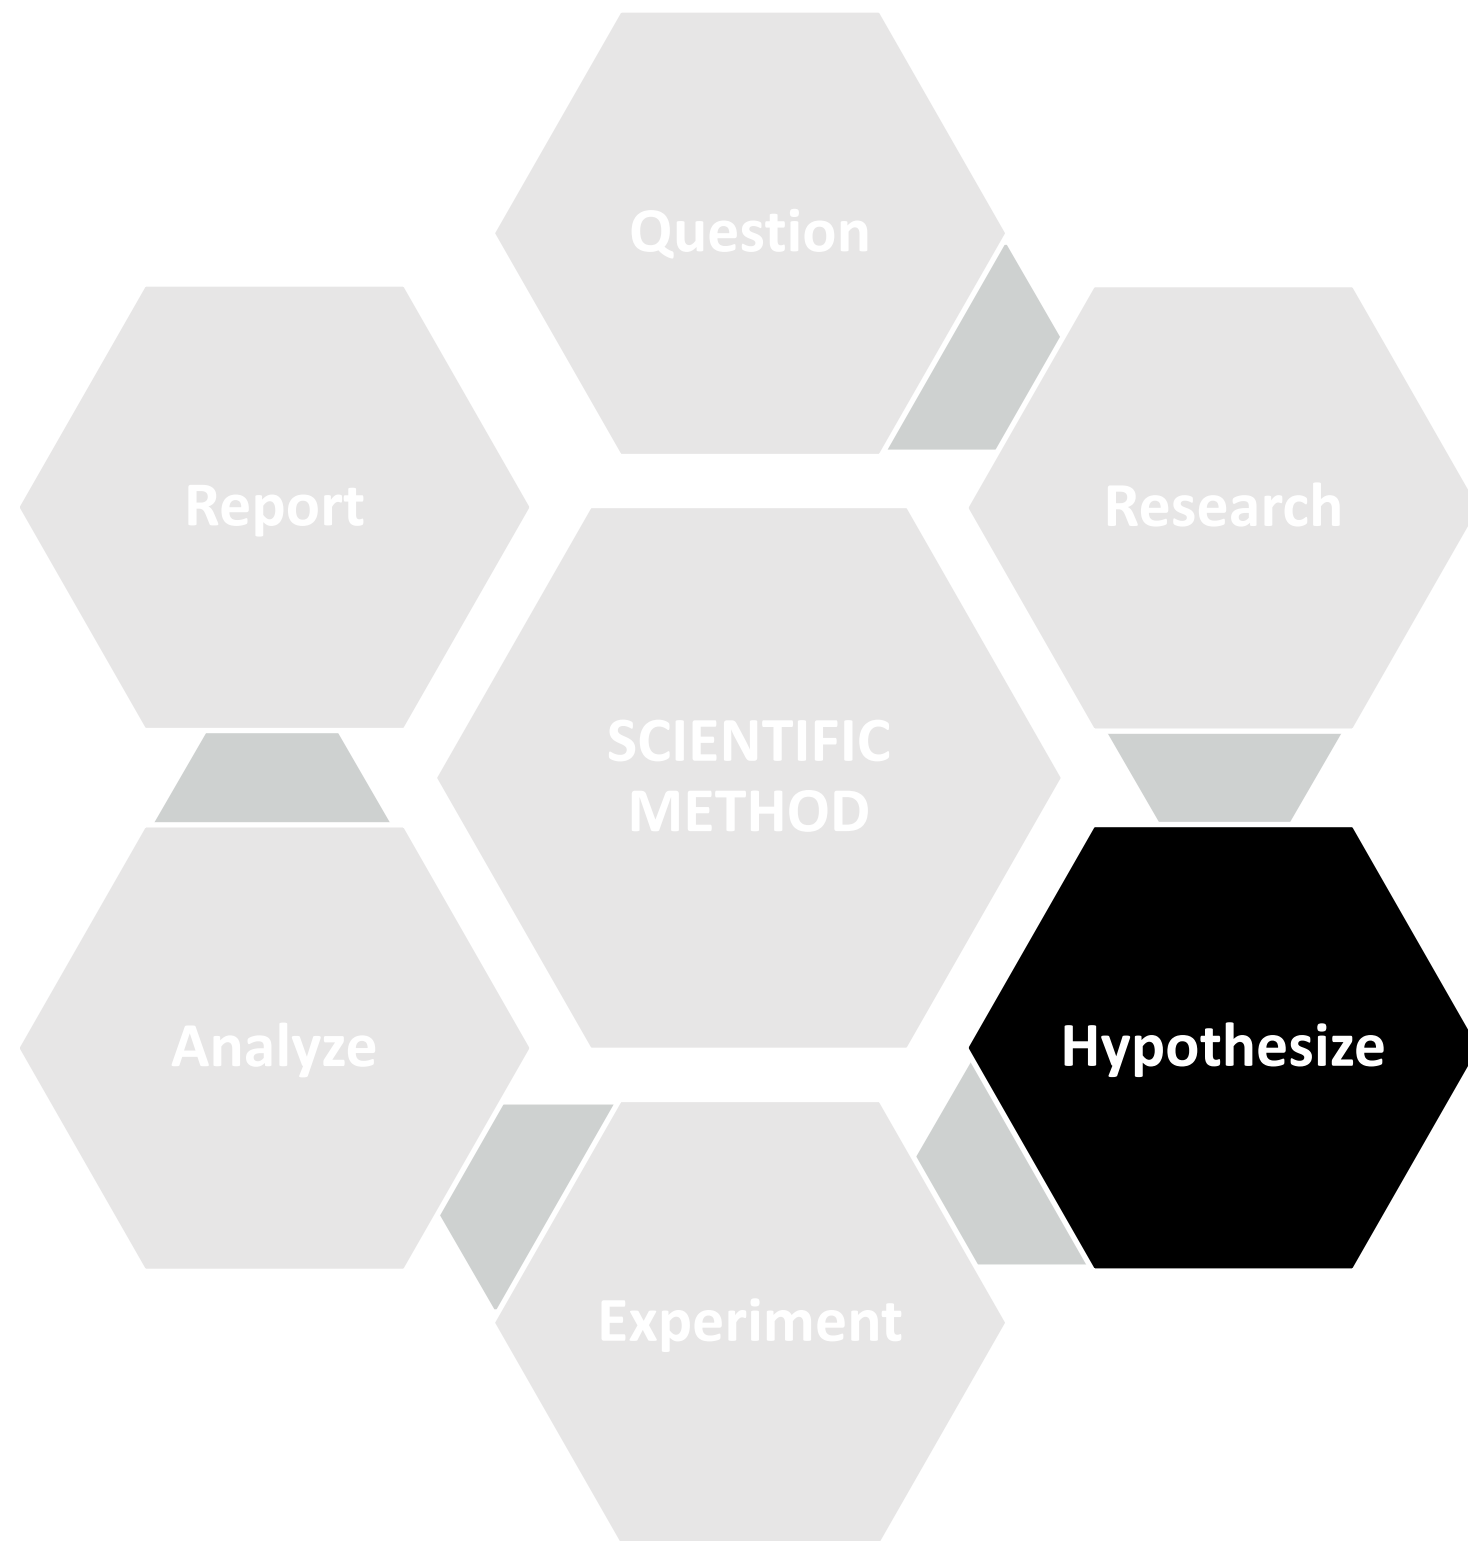 Question
Report
Research
SCIENTIFIC
METHOD
Analyze
Hypothesize
Experiment